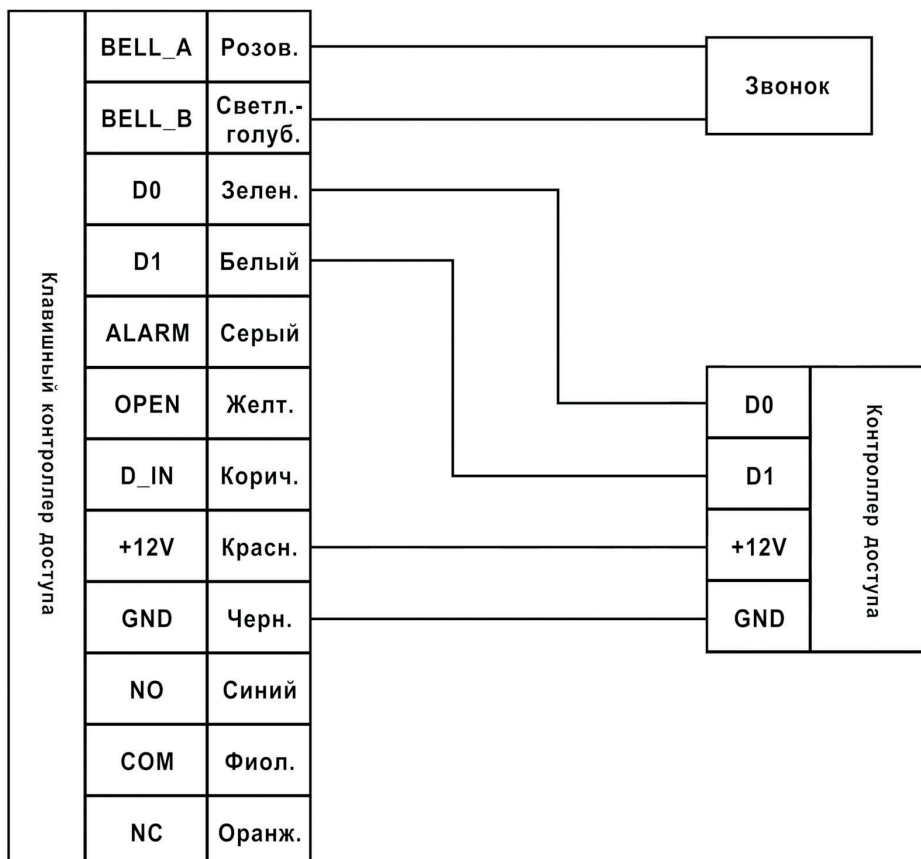 Клавишный контроллер доступа
BELL_A Розов.
BELL_B Светл.-
голуб.
D0 Зелен.
D1 Белый
ALARM Серый
OPEN Желт.
D_IN Корич.
+12V Красн.
GND Черн.
NO Синий
COM Фиол.
NC Оранж.
Звонок
D0
D1
+12V
GND
Контроллер доступа